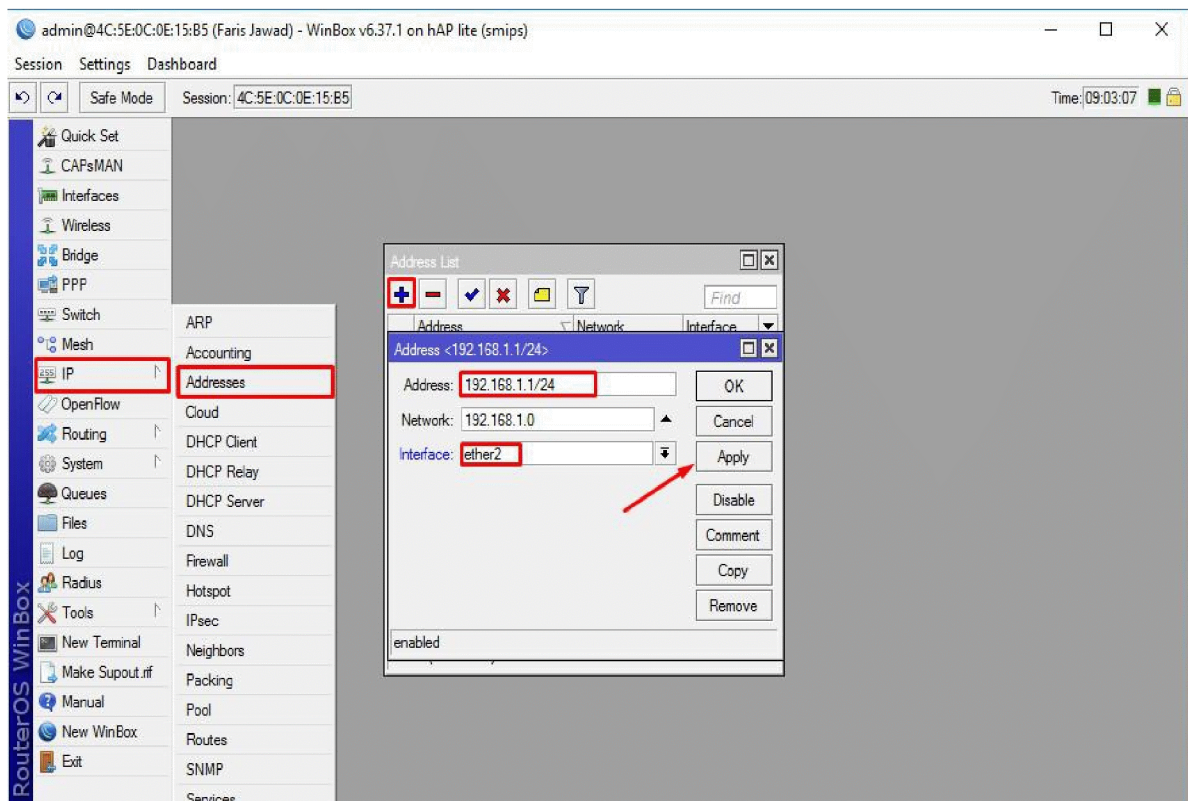 admin@4C:5E:0C:0E:15:B5 (Faris Jawad) - WinBox v6.37.1 on hAP lite (smips)
Session Settings Dashboard
Safe Mode Session: 4C:5E:0C:0E:15:B5 Time: 09:03:07
Quick Set
CAPsMAN
Interfaces
Wireless
Bridge
PPP
Switch
Mesh
IP
OpenFlow
Routing
System
Queues
Files
Log
Radius
Tools
New Terminal
Make Supout.rif
Manual
New WinBox
Exit
RouterOS WinBox
ARP
Accounting
Addresses
Cloud
DHCP Client
DHCP Relay
DHCP Server
DNS
Firewall
Hotspot
IPsec
Neighbors
Packing
Pool
Routes
SNMP
Services
Address List
Find
Address Network Interface
Address <192.168.1.1/24>
Address: 192.168.1.1/24
Network: 192.168.1.0
Interface: ether2
OK
Cancel
Apply
Disable
Comment
Copy
Remove
enabled